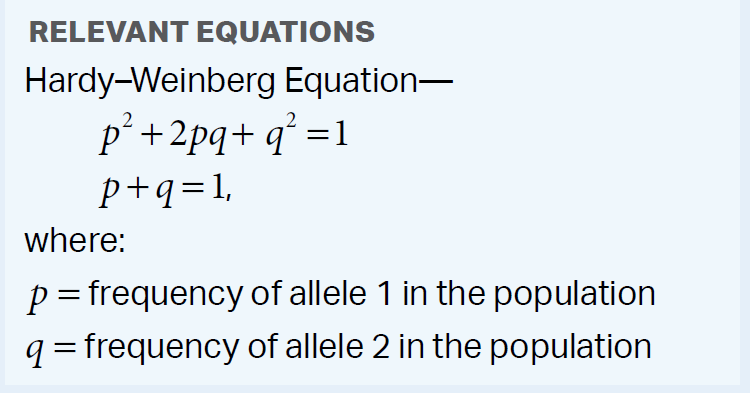 RELEVANT EQUATIONS
Hardy–Weinberg Equation—
p² + 2pq + q² = 1
p + q = 1,
where:
p = frequency of allele 1 in the population
q = frequency of allele 2 in the population